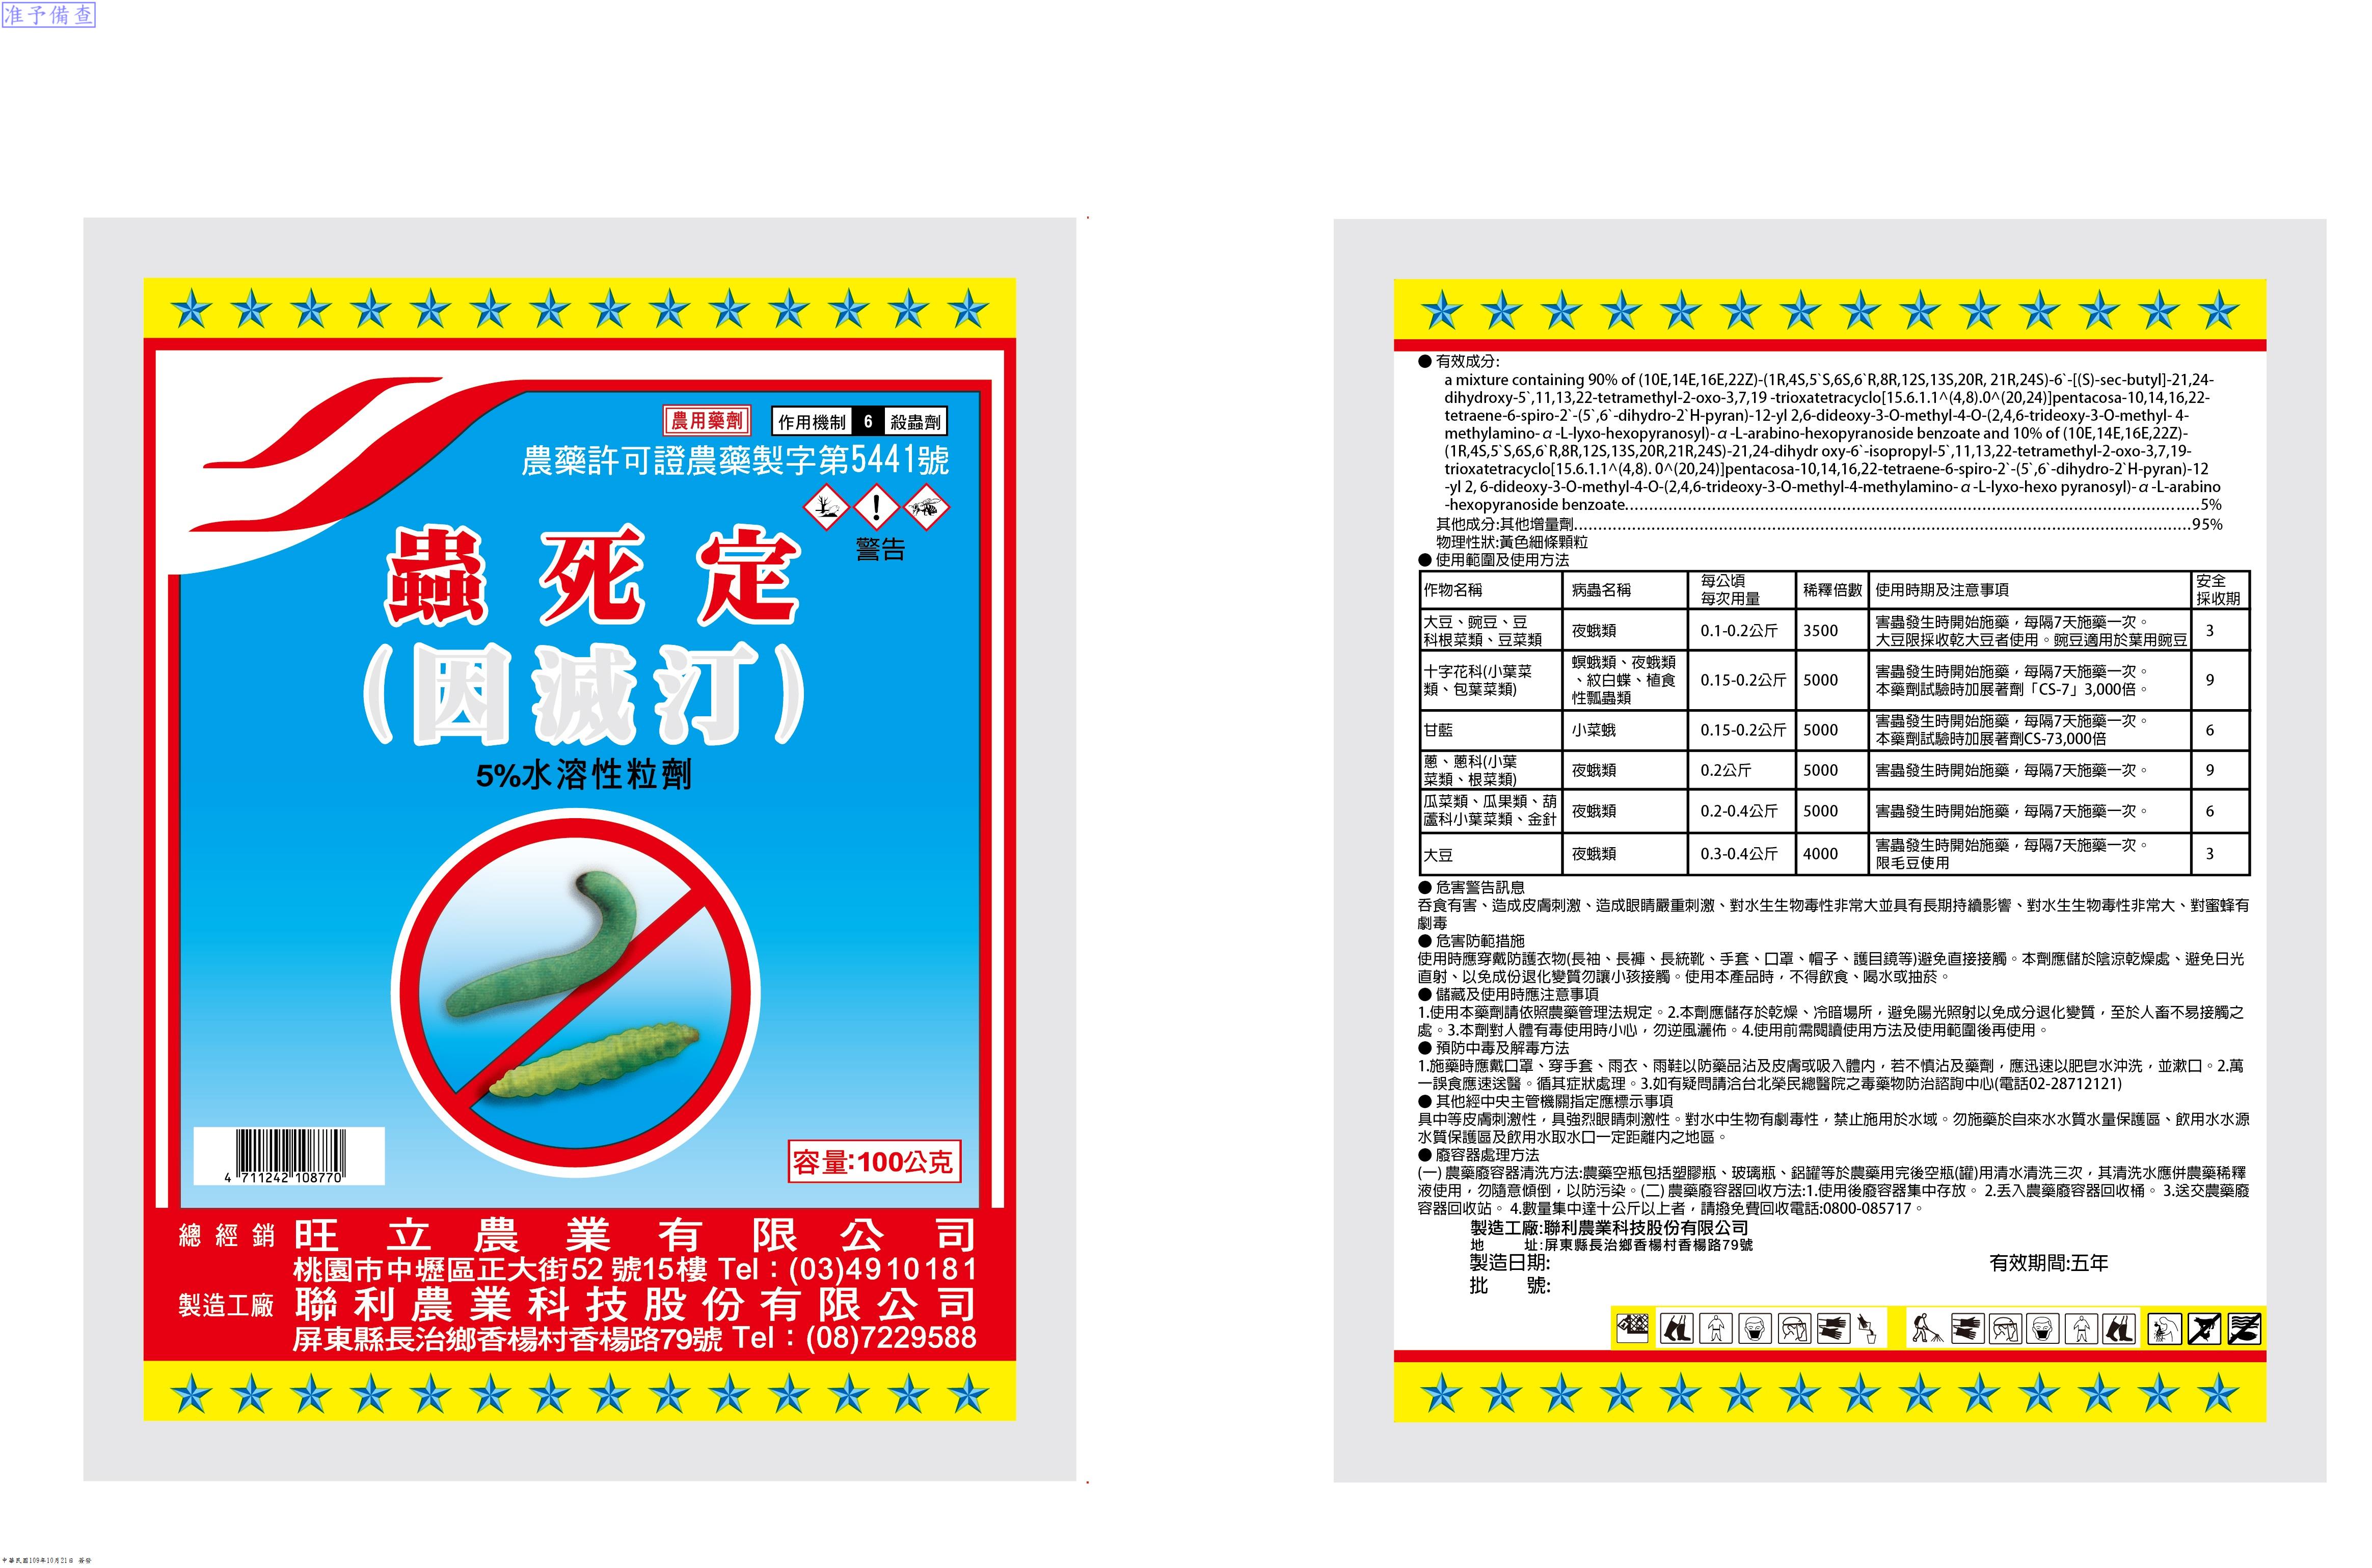 准予備查
農用藥劑
作用機制 6 殺蟲劑
農藥許可證農藥製字第5441號
警告
蟲死定
(因滅汀)
5%水溶性粒劑
4 711242 108770
容量:100公克
總經銷 旺立農業有限公司
桃園市中壢區正大街52 號15樓 Tel：(03)4910181
製造工廠 聯利農業科技股份有限公司
屏東縣長治鄉香楊村香楊路79號 Tel：(08)7229588
● 有效成分:
a mixture containing 90% of (10E,14E,16E,22Z)-(1R,4S,5`S,6S,6`R,8R,12S,13S,20R, 21R,24S)-6`-[(S)-sec-butyl]-21,24-
dihydroxy-5`,11,13,22-tetramethyl-2-oxo-3,7,19 -trioxatetracyclo[15.6.1.1^(4,8).0^(20,24)]pentacosa-10,14,16,22-
tetraene-6-spiro-2`-(5`,6`-dihydro-2`H-pyran)-12-yl 2,6-dideoxy-3-O-methyl-4-O-(2,4,6-trideoxy-3-O-methyl- 4-
methylamino-α-L-lyxo-hexopyranosyl)-α-L-arabino-hexopyranoside benzoate and 10% of (10E,14E,16E,22Z)-
(1R,4S,5`S,6S,6`R,8R,12S,13S,20R,21R,24S)-21,24-dihydr oxy-6`-isopropyl-5`,11,13,22-tetramethyl-2-oxo-3,7,19-
trioxatetracyclo[15.6.1.1^(4,8). 0^(20,24)]pentacosa-10,14,16,22-tetraene-6-spiro-2`-(5`,6`-dihydro-2`H-pyran)-12
-yl 2, 6-dideoxy-3-O-methyl-4-O-(2,4,6-trideoxy-3-O-methyl-4-methylamino-α-L-lyxo-hexo pyranosyl)-α-L-arabino
-hexopyranoside benzoate........5%
其他成分:其他增量劑........95%
物理性狀:黃色細條顆粒
● 使用範圍及使用方法
作物名稱 病蟲名稱 每公頃每次用量 稀釋倍數 使用時期及注意事項 安全採收期
大豆、豌豆、豆科根菜類、豆菜類 夜蛾類 0.1-0.2公斤 3500 害蟲發生時開始施藥，每隔7天施藥一次。大豆限採收乾大豆者使用。豌豆適用於葉用豌豆 3
十字花科(小葉菜類、包葉菜類) 螟蛾類、夜蛾類、紋白蝶、植食性瓢蟲類 0.15-0.2公斤 5000 害蟲發生時開始施藥，每隔7天施藥一次。本藥劑試驗時加展著劑「CS-7」3,000倍。 9
甘藍 小菜蛾 0.15-0.2公斤 5000 害蟲發生時開始施藥，每隔7天施藥一次。本藥劑試驗時加展著劑CS-73,000倍 6
蔥、蔥科(小葉菜類、根菜類) 夜蛾類 0.2公斤 5000 害蟲發生時開始施藥，每隔7天施藥一次。 9
瓜菜類、瓜果類、葫蘆科小葉菜類、金針 夜蛾類 0.2-0.4公斤 5000 害蟲發生時開始施藥，每隔7天施藥一次。 6
大豆 夜蛾類 0.3-0.4公斤 4000 害蟲發生時開始施藥，每隔7天施藥一次。限毛豆使用 3
● 危害警告訊息
吞食有害、造成皮膚刺激、造成眼睛嚴重刺激、對水生生物毒性非常大並具有長期持續影響、對水生生物毒性非常大、對蜜蜂有
劇毒
● 危害防範措施
使用時應穿戴防護衣物(長袖、長褲、長統靴、手套、口罩、帽子、護目鏡等)避免直接接觸。本劑應儲於陰涼乾燥處、避免日光
直射、以免成份退化變質勿讓小孩接觸。使用本產品時，不得飲食、喝水或抽菸。
● 儲藏及使用時應注意事項
1.使用本藥劑請依照農藥管理法規定。2.本劑應儲存於乾燥、冷暗場所，避免陽光照射以免成分退化變質，至於人畜不易接觸之
處。3.本劑對人體有毒使用時小心，勿逆風灑佈。4.使用前需閱讀使用方法及使用範圍後再使用。
● 預防中毒及解毒方法
1.施藥時應戴口罩、穿手套、雨衣、雨鞋以防藥品沾及皮膚或吸入體內，若不慎沾及藥劑，應迅速以肥皂水沖洗，並漱口。2.萬
一誤食應速送醫。循其症狀處理。3.如有疑問請洽台北榮民總醫院之毒藥物防治諮詢中心(電話02-28712121)
● 其他經中央主管機關指定應標示事項
具中等皮膚刺激性，具強烈眼睛刺激性。對水中生物有劇毒性，禁止施用於水域。勿施藥於自來水水質水量保護區、飲用水水源
水質保護區及飲用水取水口一定距離內之地區。
● 廢容器處理方法
(一) 農藥廢容器清洗方法:農藥空瓶包括塑膠瓶、玻璃瓶、鋁罐等於農藥用完後空瓶(罐)用清水清洗三次，其清洗水應併農藥稀釋
液使用，勿隨意傾倒，以防污染。(二) 農藥廢容器回收方法:1.使用後廢容器集中存放。 2.丟入農藥廢容器回收桶。 3.送交農藥廢
容器回收站。 4.數量集中達十公斤以上者，請撥免費回收電話:0800-085717。
製造工廠:聯利農業科技股份有限公司
地 址:屏東縣長治鄉香楊村香楊路79號
製造日期: 有效期間:五年
批 號:
中華民國109年10月21日 簽發